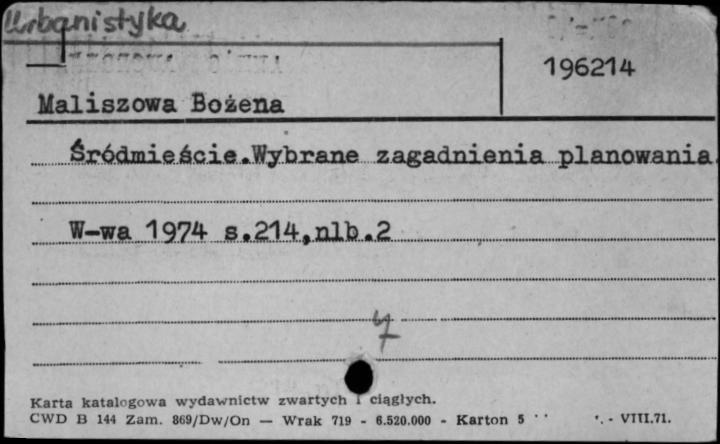 Urbanistyka
196214
Maliszowa Bożena
Śródmieście.Wybrane zagadnienia planowania.
W-wa 1974 s.214,nlb.2
Karta katalogowa wydawnictw zwartych i ciągłych.
CWD B 144 Zam. 869/Dw/On — Wrak 719 - 6.520.000 - Karton 5 - VIII.71.